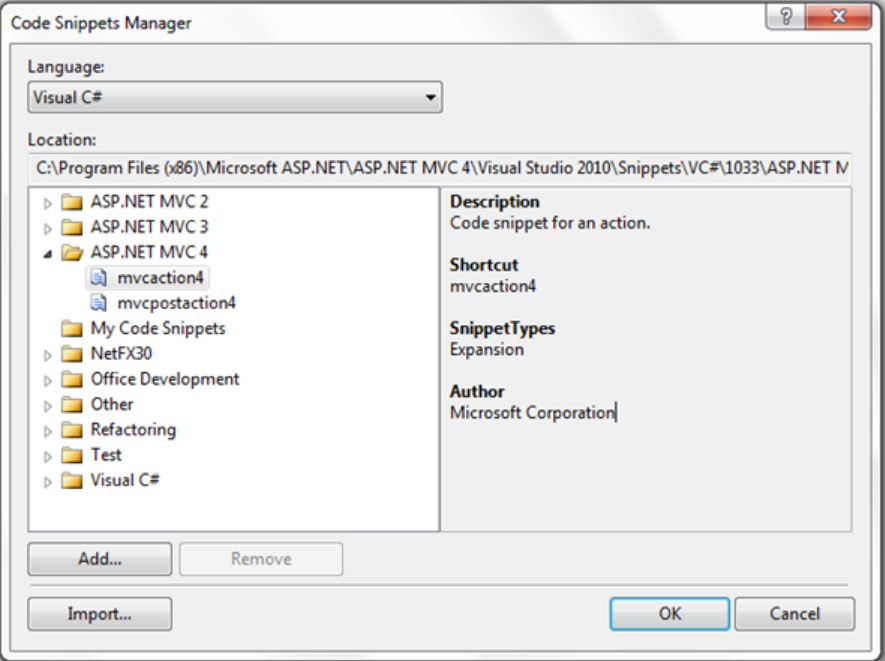 Code Snippets Manager
Language:
Visual C#
Location:
C:\Program Files (x86)\Microsoft ASP.NET\ASP.NET MVC 4\Visual Studio 2010\Snippets\VC#\1033\ASP.NET M
ASP.NET MVC 2
ASP.NET MVC 3
ASP.NET MVC 4
mvcaction4
mvcpostaction4
My Code Snippets
NetFX30
Office Development
Other
Refactoring
Test
Visual C#
Description
Code snippet for an action.
Shortcut
mvcaction4
SnippetTypes
Expansion
Author
Microsoft Corporation
Add...
Remove
Import...
OK
Cancel